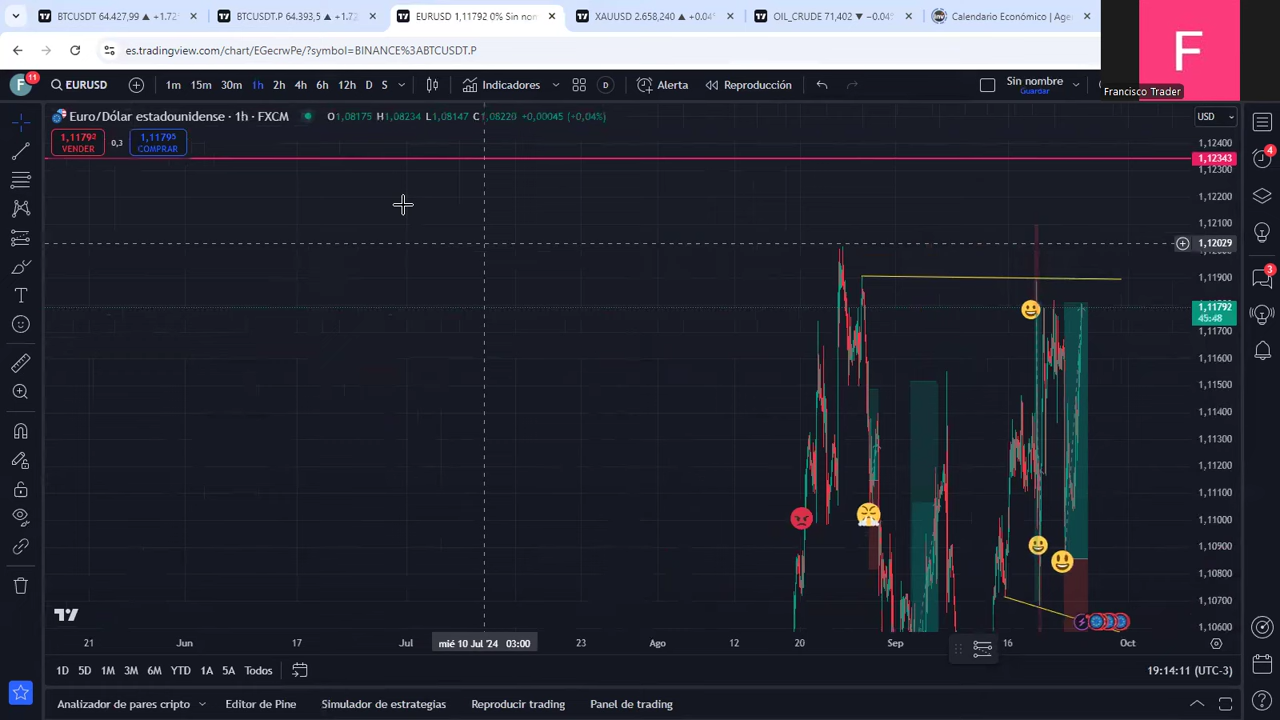 BTCUSDT 64.427,99 ▲ +1.72
BTCUSDT.P 64.393,5 ▲ +1.7
EURUSD 1,11792 0% Sin nom
XAUUSD 2.658,240 ▲ +0.04
OIL_CRUDE 71,402 ▼ −0.04
Calendario Económico | Age
es.tradingview.com/chart/EGecrwPe/?symbol=BINANCE%3ABTCUSDT.P
F
Francisco Trader
11
EURUSD
1m 15m 30m 1h 2h 4h 6h 12h D S
Indicadores
D
Alerta
Reproducción
Sin nombre
Guardar
Euro/Dólar estadounidense · 1h · FXCM
O1,08175 H1,08234 L1,08147 C1,08220 +0,00045 (+0,04%)
USD
1,11792
VENDER
0,3
1,11795
COMPRAR
1,12400
1,12343
1,12300
1,12200
1,12100
1,12029
1,11900
1,11792
45:48
1,11700
1,11600
1,11500
1,11400
1,11300
1,11200
1,11100
1,11000
1,10900
1,10800
1,10700
1,10600
4
3
21 Jun 17 Jul mié 10 Jul '24 03:00 23 Ago 12 20 Sep 16 Oct
1D 5D 1M 3M 6M YTD 1A 5A Todos
19:14:11 (UTC-3)
Analizador de pares cripto
Editor de Pine
Simulador de estrategias
Reproducir trading
Panel de trading